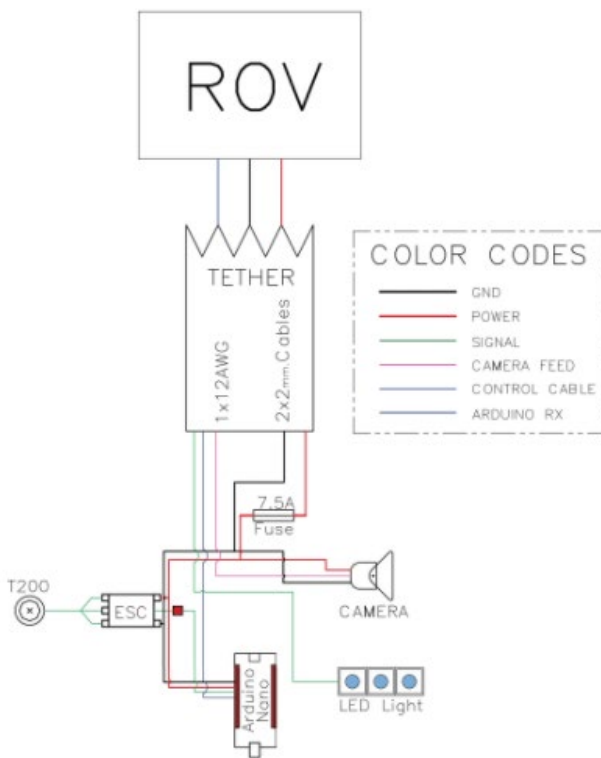 ROV
TETHER
1x12AWG
2x2mm.Cables
COLOR CODES
GND
POWER
SIGNAL
CAMERA FEED
CONTROL CABLE
ARDUINO RX
7.5A
Fuse
T200
ESC
CAMERA
Arduino
Nano
LED Light